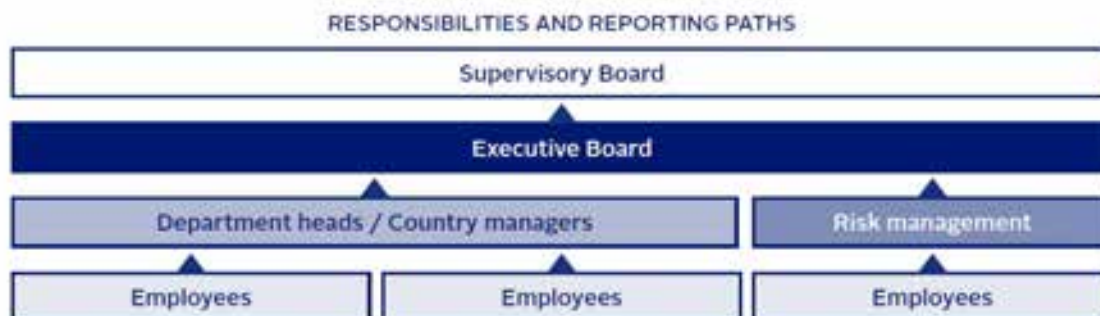 RESPONSIBILITIES AND REPORTING PATHS
Supervisory Board
Executive Board
Department heads / Country managers
Risk management
Employees
Employees
Employees